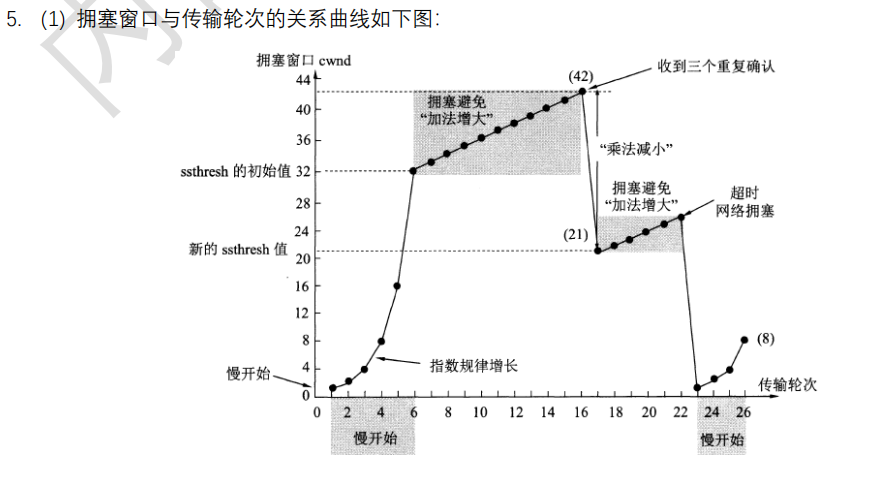 5. (1) 拥塞窗口与传输轮次的关系曲线如下图：
拥塞窗口 cwnd
44
(42)
收到三个重复确认
拥塞避免
“加法增大”
40
36
“乘法减小”
ssthresh 的初始值 32
28
拥塞避免
“加法增大”
超时
网络拥塞
24
(21)
新的 ssthresh 值
20
16
12
8
(8)
指数规律增长
4
慢开始
0
传输轮次
0 2 4 6 8 10 12 14 16 18 20 22 24 26
慢开始
慢开始